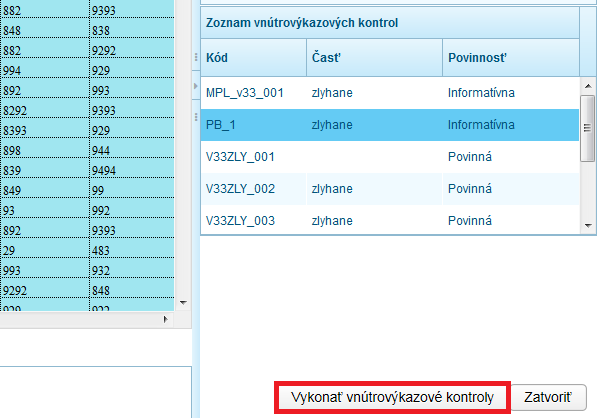 882 9393
848 838
882 9292
994 929
892 993
8292 9393
8393 929
898 944
839 9494
849 99
93 992
892 9393
29 483
993 932
9292 848
Zoznam vnútrovýkazových kontrol
Kód Časť Povinnosť
MPL_v33_001 zlyhane Informatívna
PB_1 zlyhane Informatívna
V33ZLY_001 Povinná
V33ZLY_002 zlyhane Povinná
V33ZLY_003 zlyhane Povinná
Vykonať vnútrovýkazové kontroly Zatvoriť